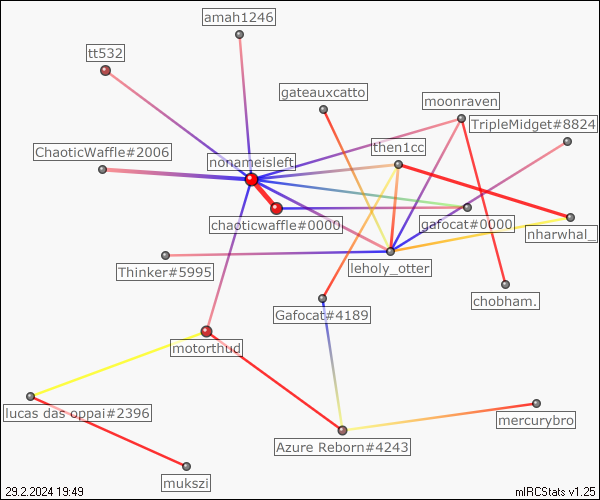 amah1246
tt532
gateauxcatto
moonraven
TripleMidget#8824
ChaoticWaffle#2006
nonameisleft
then1cc
chaoticwaffle#0000
gafocat#0000
nharwhal_
Thinker#5995
leholy_otter
chobham.
Gafocat#4189
motorthud
lucas das oppai#2396
mercurybro
Azure Reborn#4243
mukszi
29.2.2024 19:49
mIRCStats v1.25